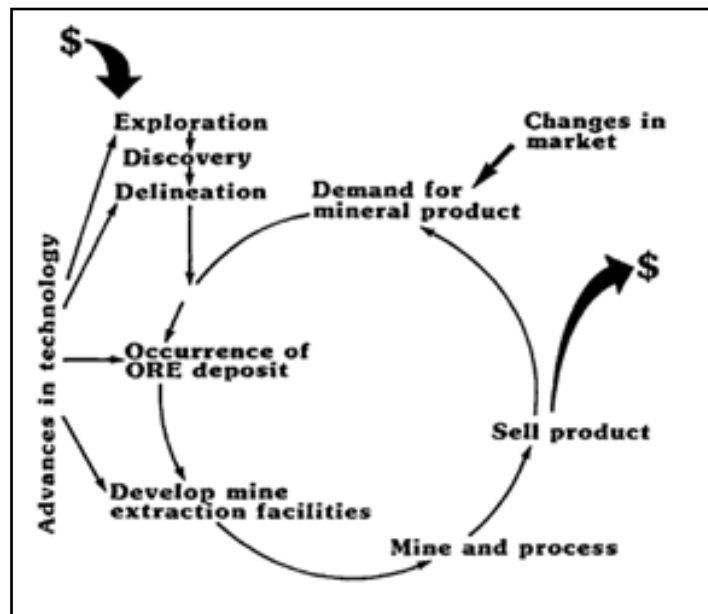 $
Exploration
Discovery
Delineation
Changes in
market
Demand for
mineral product
$
Advances in technology
Occurrence of
ORE deposit
Sell product
Develop mine
extraction facilities
Mine and process